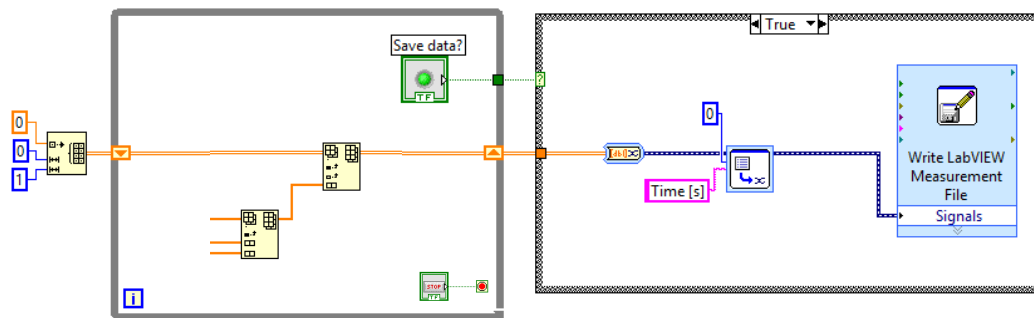 True
Save data?
TF
?
0
0
1
0
Time [s]
Write LabVIEW
Measurement
File
Signals
STOP
TF
i